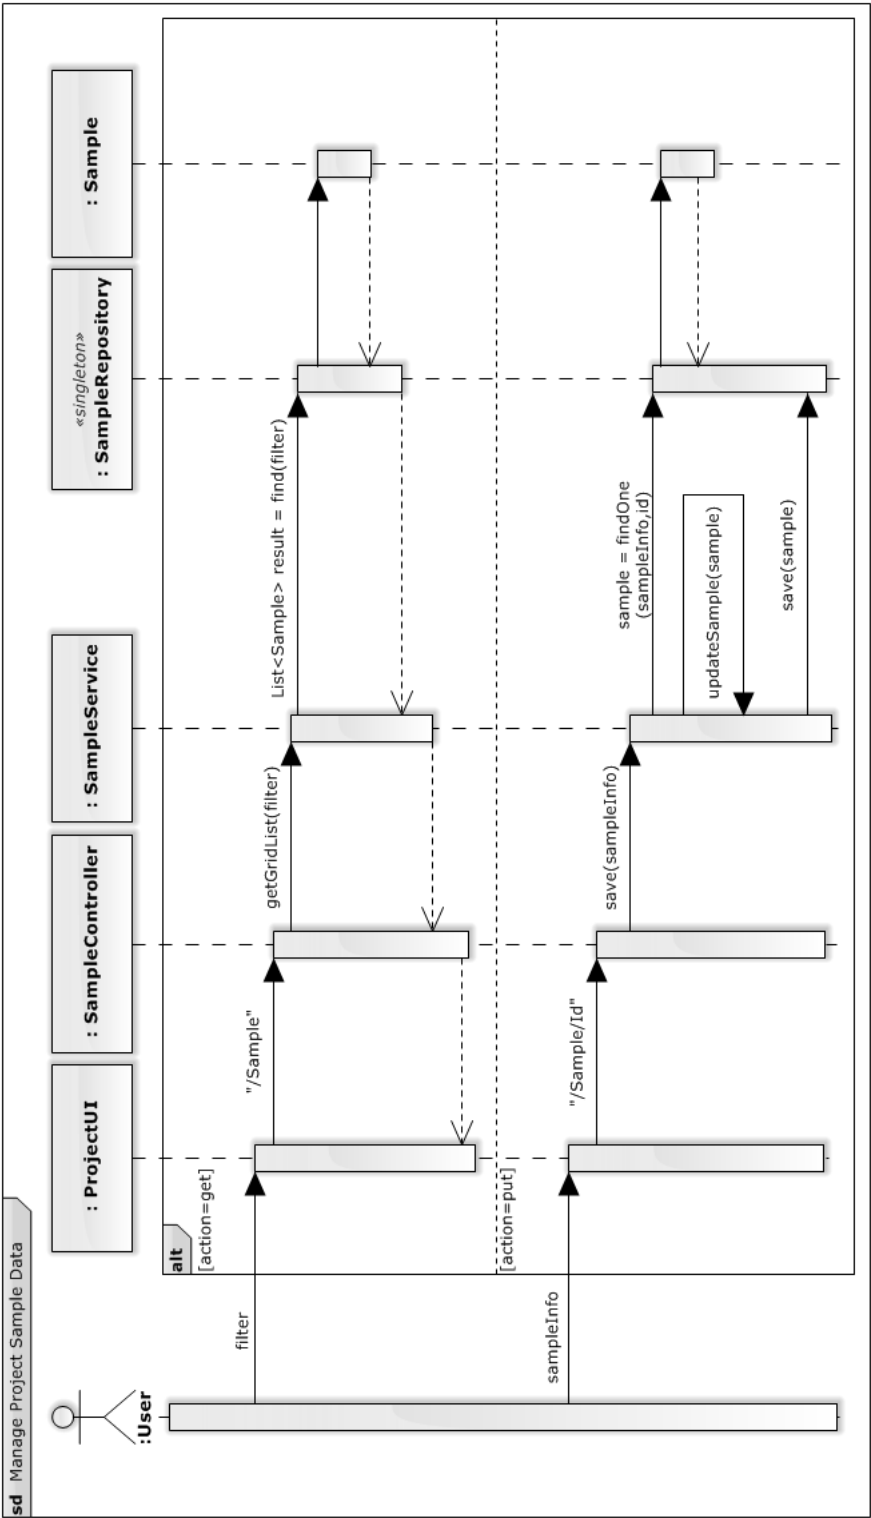 sd Manage Project Sample Data
:User
: ProjectUI
: SampleController
: SampleService
«singleton»
: SampleRepository
: Sample
alt
[action=get]
filter
"/Sample"
getGridList(filter)
List<Sample> result = find(filter)
[action=put]
sampleInfo
"/Sample/Id"
save(sampleInfo)
sample = findOne
(sampleInfo,id)
updateSample(sample)
save(sample)